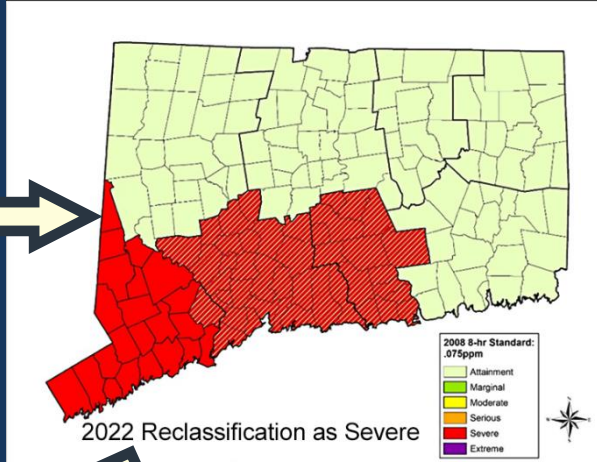 2008 8-hr Standard:
.075ppm
Attainment
Marginal
Moderate
Serious
Severe
Extreme
2022 Reclassification as Severe